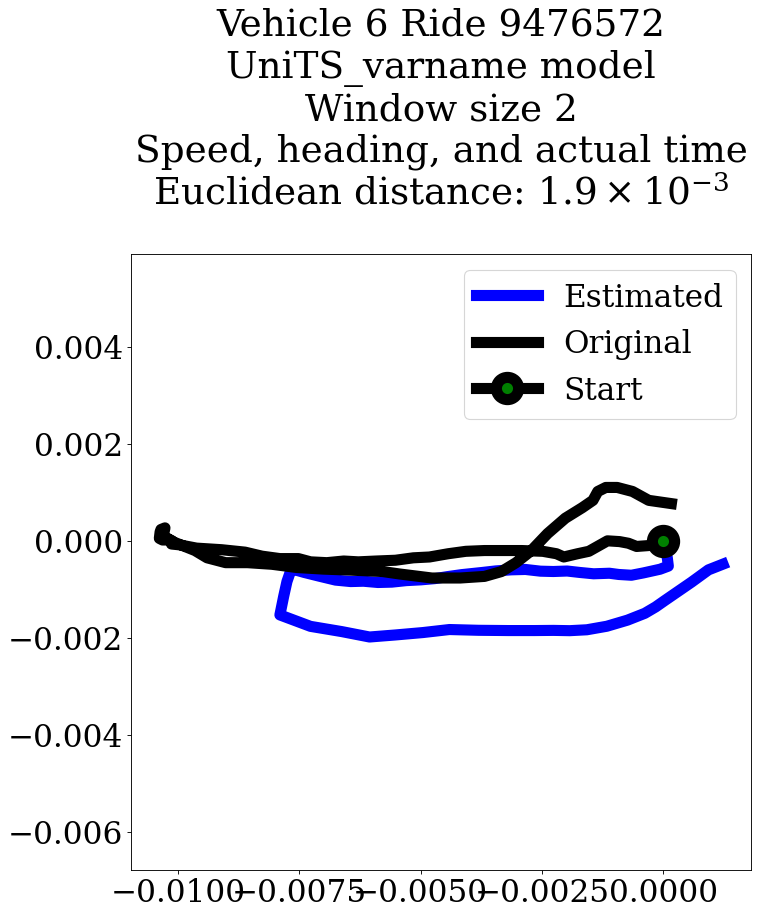 Vehicle 6 Ride 9476572
UniTS_varname model
Window size 2
Speed, heading, and actual time
Euclidean distance: 1.9 × 10⁻³
Estimated
Original
Start
0.004
0.002
0.000
−0.002
−0.004
−0.006
−0.0100 −0.0075 −0.0050 −0.0025 0.0000